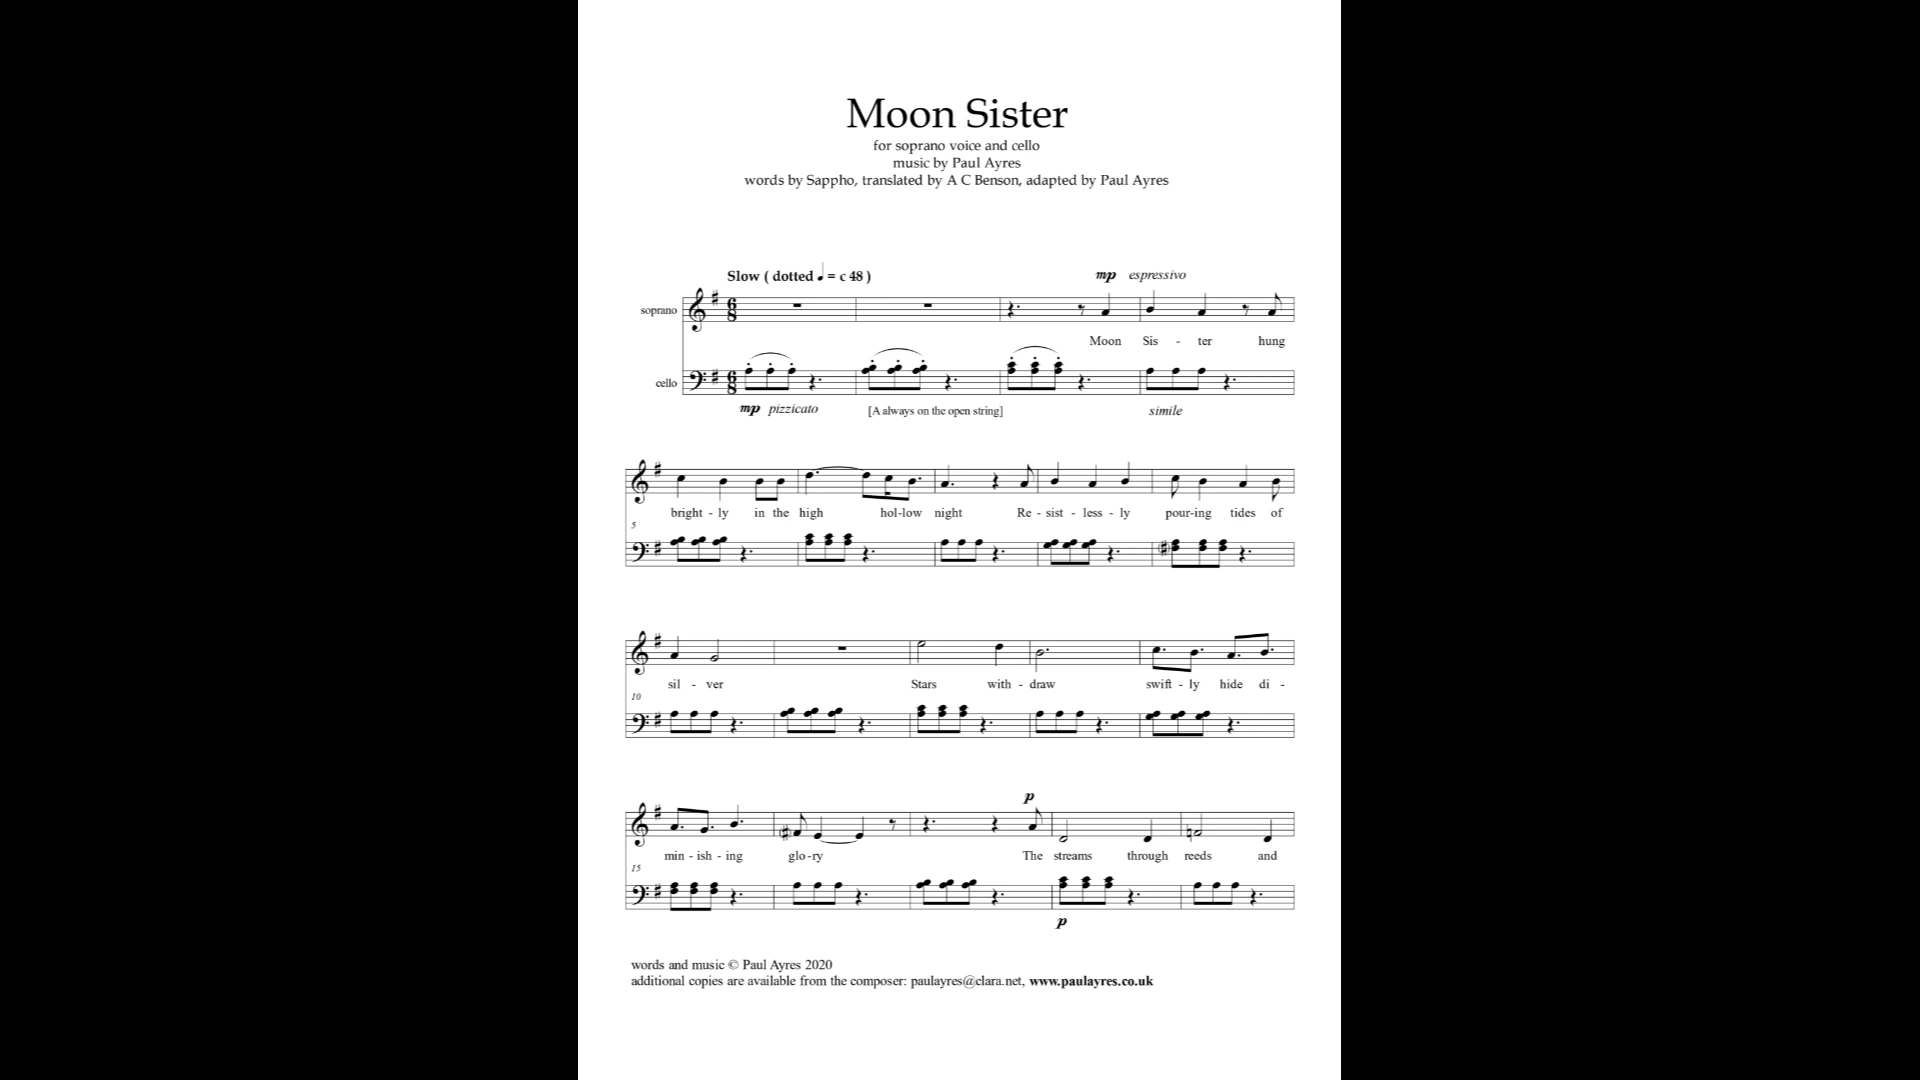 Moon Sister
for soprano voice and cello
music by Paul Ayres
words by Sappho, translated by A C Benson, adapted by Paul Ayres
Slow ( dotted ♩ = c 48 )
mp espressivo
soprano
6
8
Moon Sis - ter hung
cello
6
8
mp pizzicato
[A always on the open string]
simile
bright - ly in the high hol-low night Re - sist - less - ly pour-ing tides of
5
sil - ver Stars with - draw swift - ly hide di -
10
p
min - ish - ing glo - ry The streams through reeds and
15
p
words and music © Paul Ayres 2020
additional copies are available from the composer: paulayres@clara.net, www.paulayres.co.uk